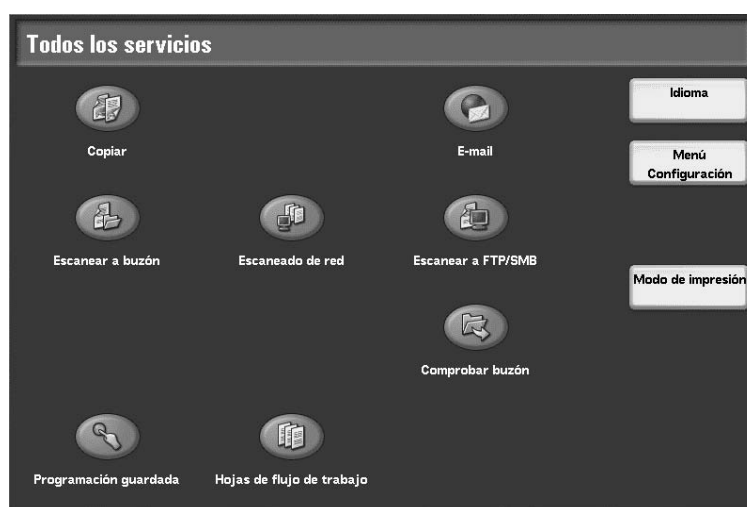 Todos los servicios
Copiar
E-mail
Idioma
Menú
Configuración
Escanear a buzón
Escaneado de red
Escanear a FTP/SMB
Modo de impresión
Comprobar buzón
Programación guardada
Hojas de flujo de trabajo